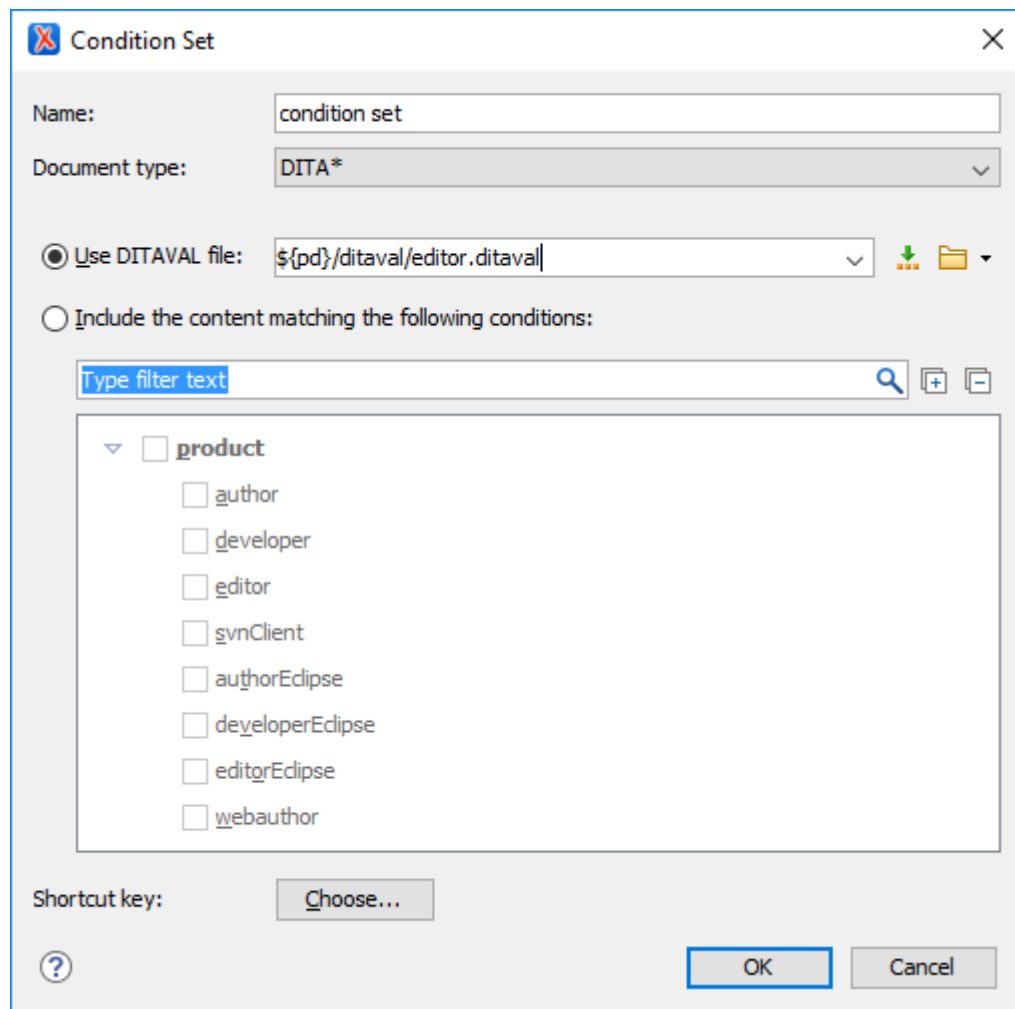 Condition Set
Name: condition set
Document type: DITA*
Use DITAVAL file: ${pd}/ditaval/editor.ditaval
Include the content matching the following conditions:
Type filter text
product
author
developer
editor
svnClient
authorEclipse
developerEclipse
editorEclipse
webauthor
Shortcut key: Choose...
? OK Cancel